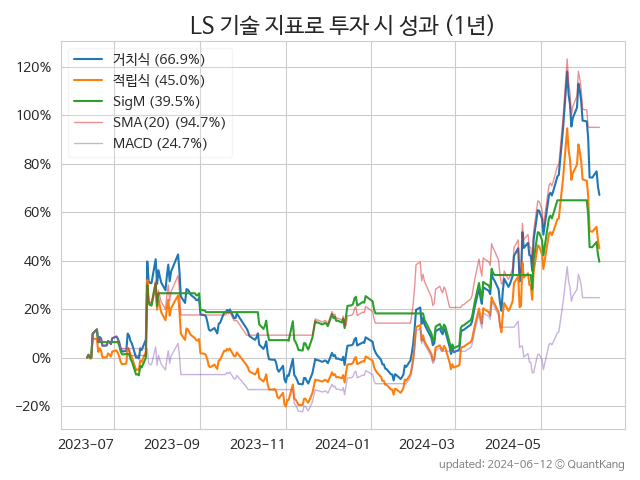 LS 기술 지표로 투자 시 성과 (1년)
거치식 (66.9%)
적립식 (45.0%)
SigM (39.5%)
SMA(20) (94.7%)
MACD (24.7%)
120%
100%
80%
60%
40%
20%
0%
−20%
2023-07 2023-09 2023-11 2024-01 2024-03 2024-05
updated: 2024-06-12 © QuantKang